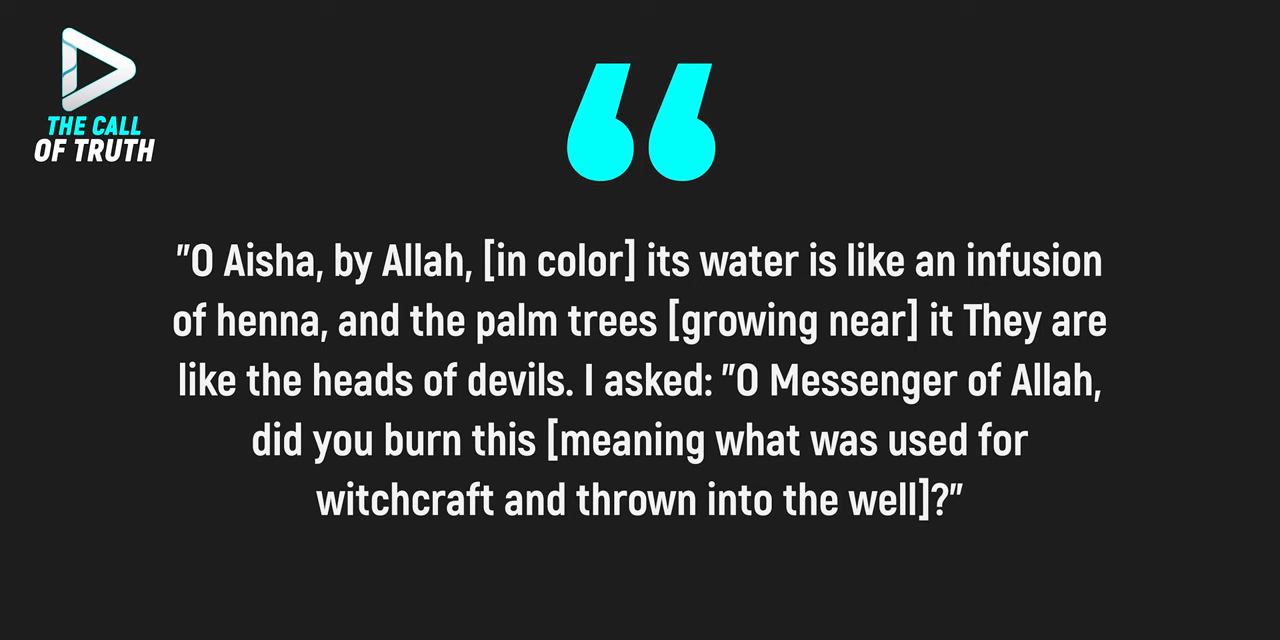 THE CALL
OF TRUTH
"O Aisha, by Allah, [in color] its water is like an infusion
of henna, and the palm trees [growing near] it They are
like the heads of devils. I asked: "O Messenger of Allah,
did you burn this [meaning what was used for
witchcraft and thrown into the well]?"